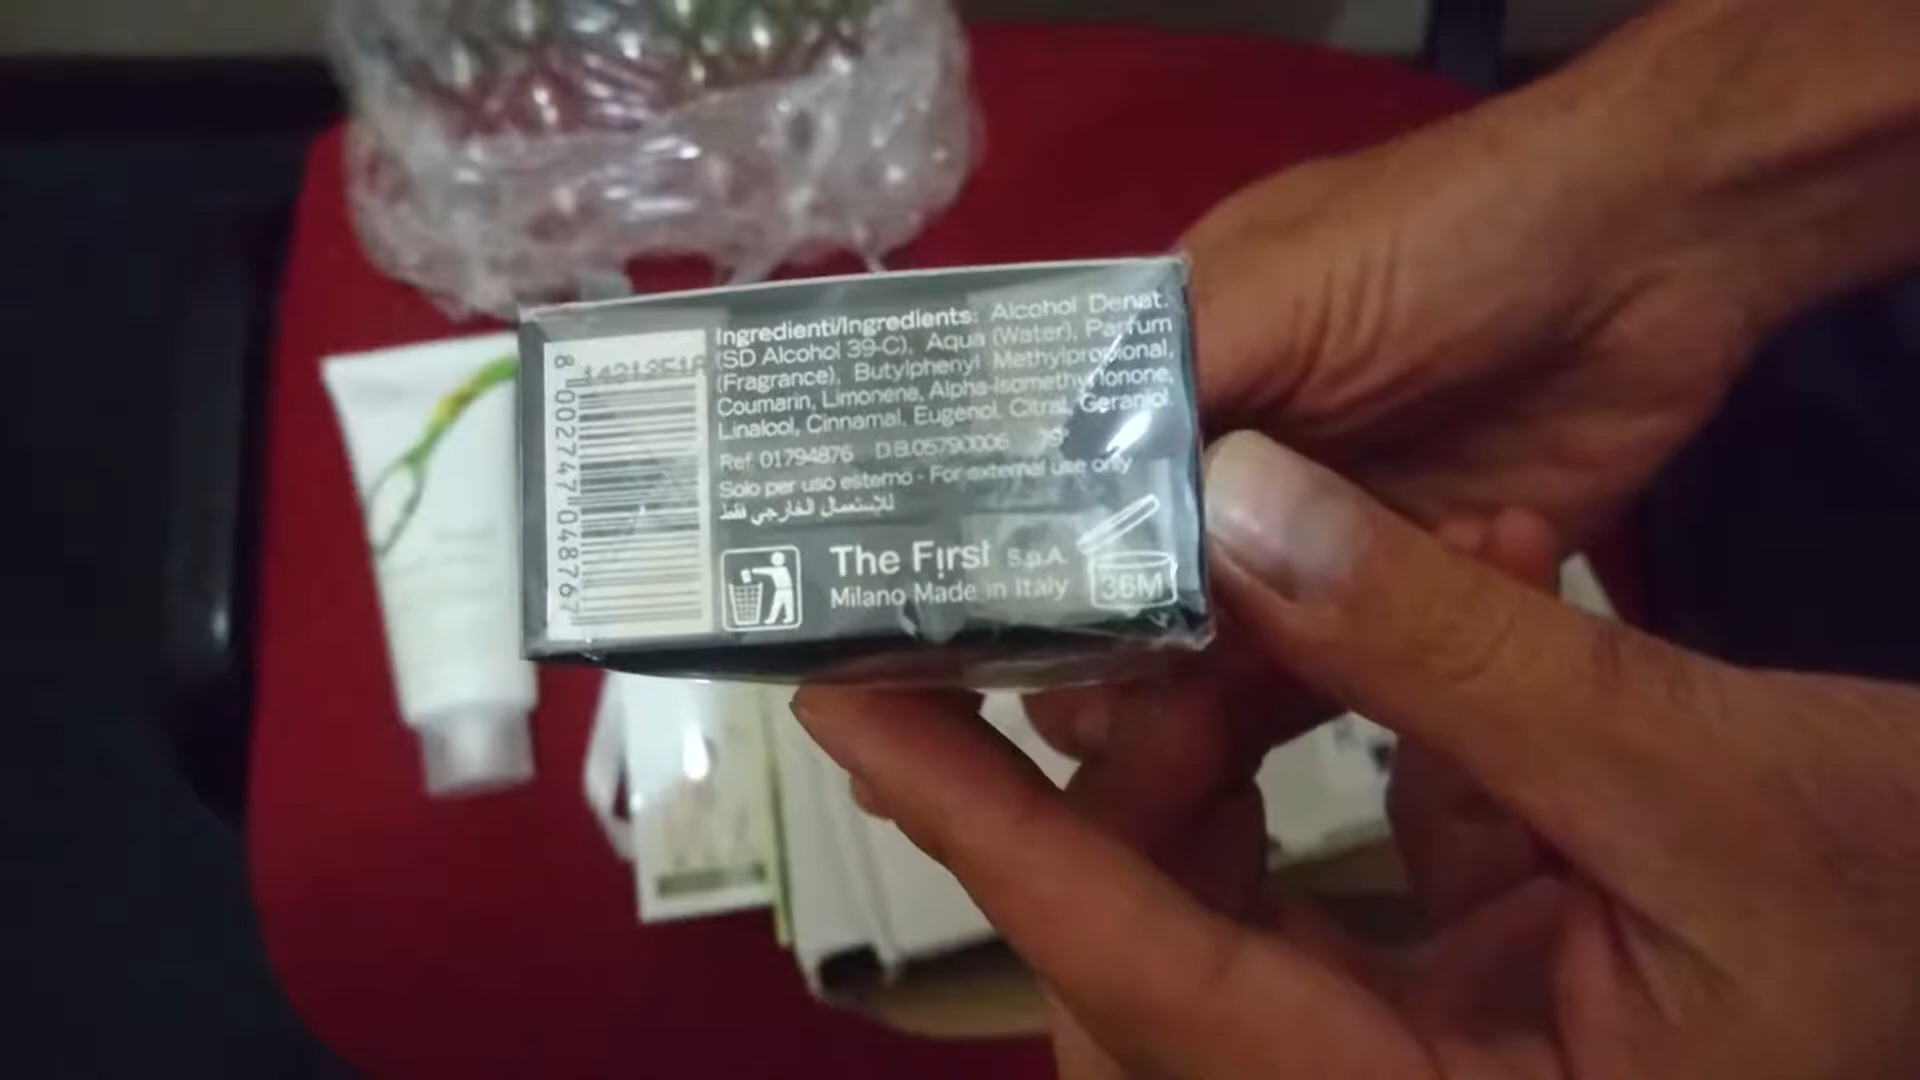 Ingredienti/Ingredients: Alcohol Denat.
(SD Alcohol 39-C), Aqua (Water), Parfum
(Fragrance), Butylphenyl Methylpropional,
Coumarin, Limonene, Alpha-Isomethyl Ionone,
Linalool, Cinnamal, Eugenol, Citral, Geraniol.
Ref. 01794876 D.B.05790006 79°
Solo per uso esterno - For external use only
للإستعمال الخارجي فقط
The First S.p.A.
Milano Made in Italy
36M
8 002747 048767